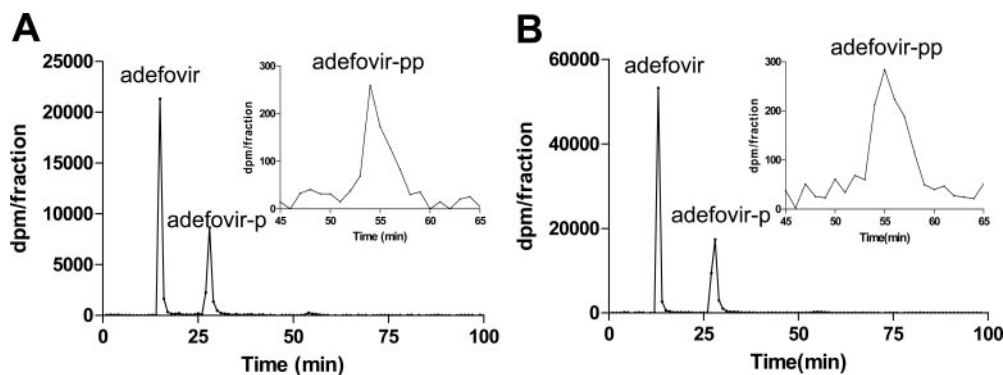 A
25000
20000
15000
10000
5000
0
dpm/fraction
0 25 50 75 100
Time (min)
adefovir
adefovir-p
adefovir-pp
300
200
100
0
dpm/fraction
45 50 55 60 65
Time (min)
B
60000
40000
20000
0
dpm/fraction
0 25 50 75 100
Time(min)
adefovir
adefovir-p
adefovir-pp
300
200
100
0
dpm/fraction
45 50 55 60 65
Time(min)